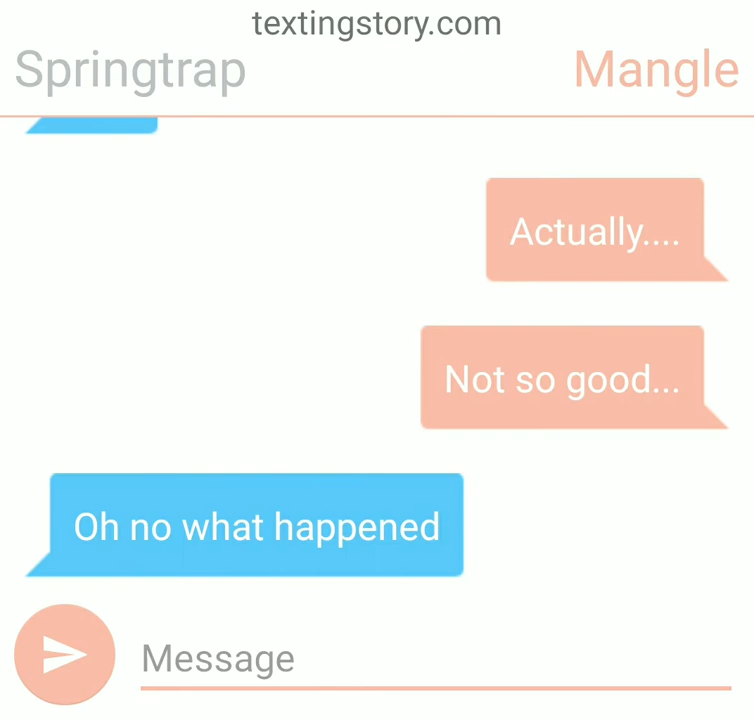 textingstory.com
Springtrap
Mangle
Actually....
Not so good...
Oh no what happened
Message